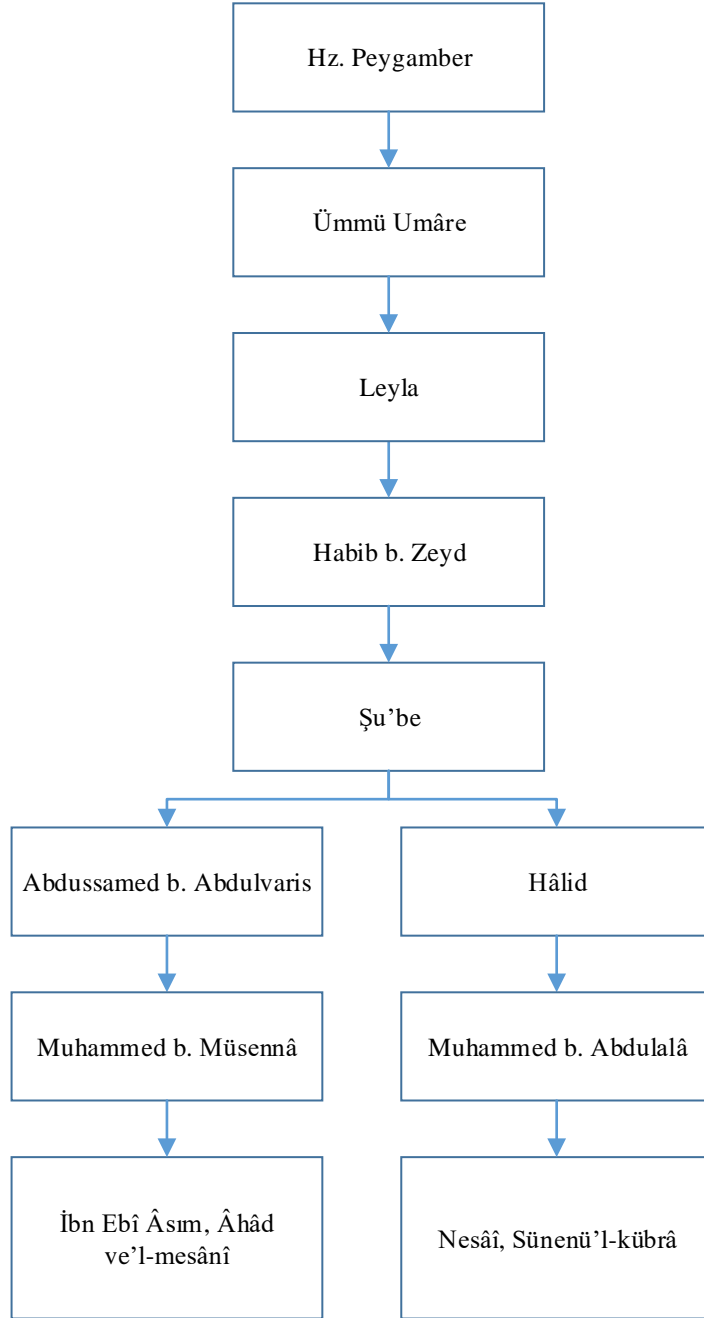 Hz. Peygamber
Ümmü Umâre
Leyla
Habib b. Zeyd
Şu’be
Abdussamed b. Abdulvaris
Hâlid
Muhammed b. Müsennâ
Muhammed b. Abdulalâ
İbn Ebî Âsım, Âhâd
ve’l-mesânî
Nesâî, Sünenü’l-kübrâ